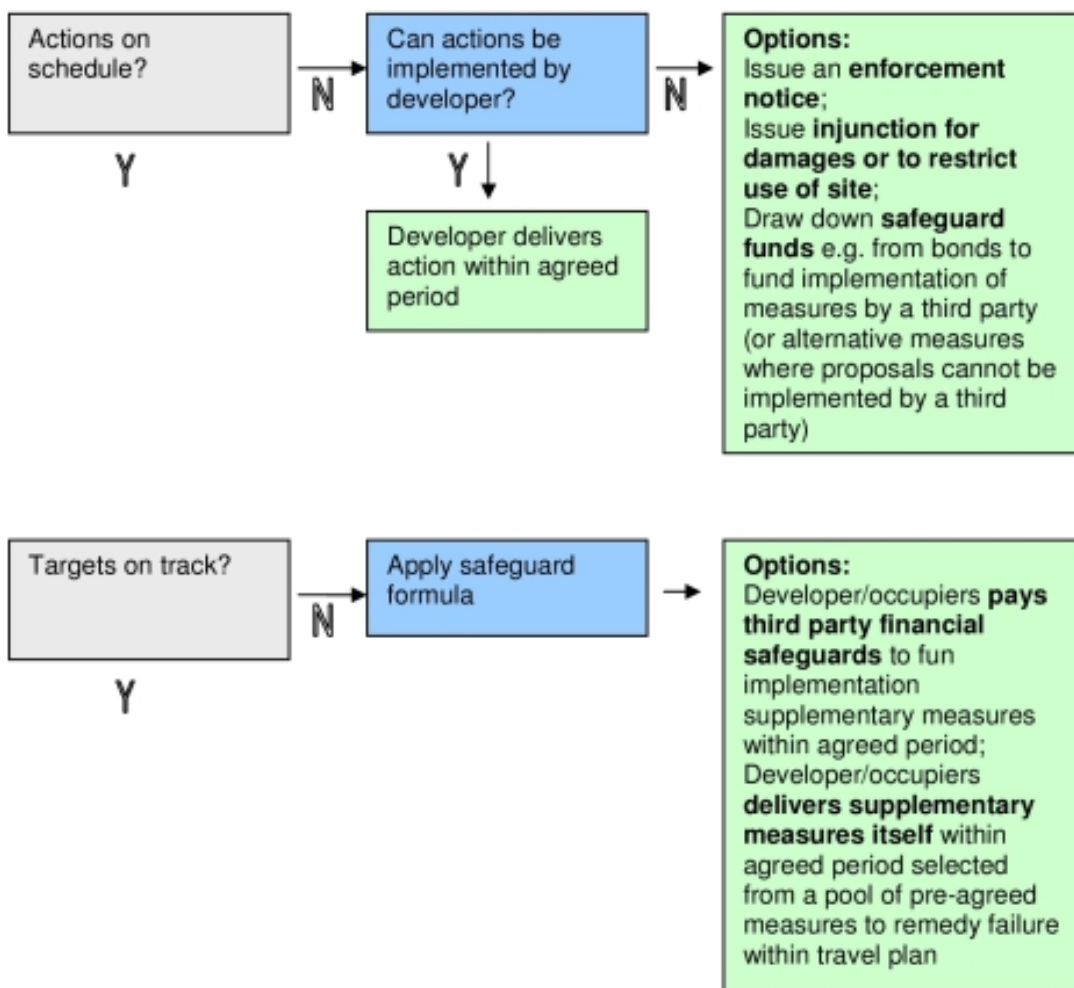 Actions on
schedule?
N
Can actions be
implemented by
developer?
N
Options:
Issue an enforcement
notice;
Issue injunction for
damages or to restrict
use of site;
Draw down safeguard
funds e.g. from bonds to
fund implementation of
measures by a third party
(or alternative measures
where proposals cannot be
implemented by a third
party)
Y
Y
Developer delivers
action within agreed
period
Targets on track?
N
Apply safeguard
formula
Options:
Developer/occupiers pays
third party financial
safeguards to fun
implementation
supplementary measures
within agreed period;
Developer/occupiers
delivers supplementary
measures itself within
agreed period selected
from a pool of pre-agreed
measures to remedy failure
within travel plan
Y